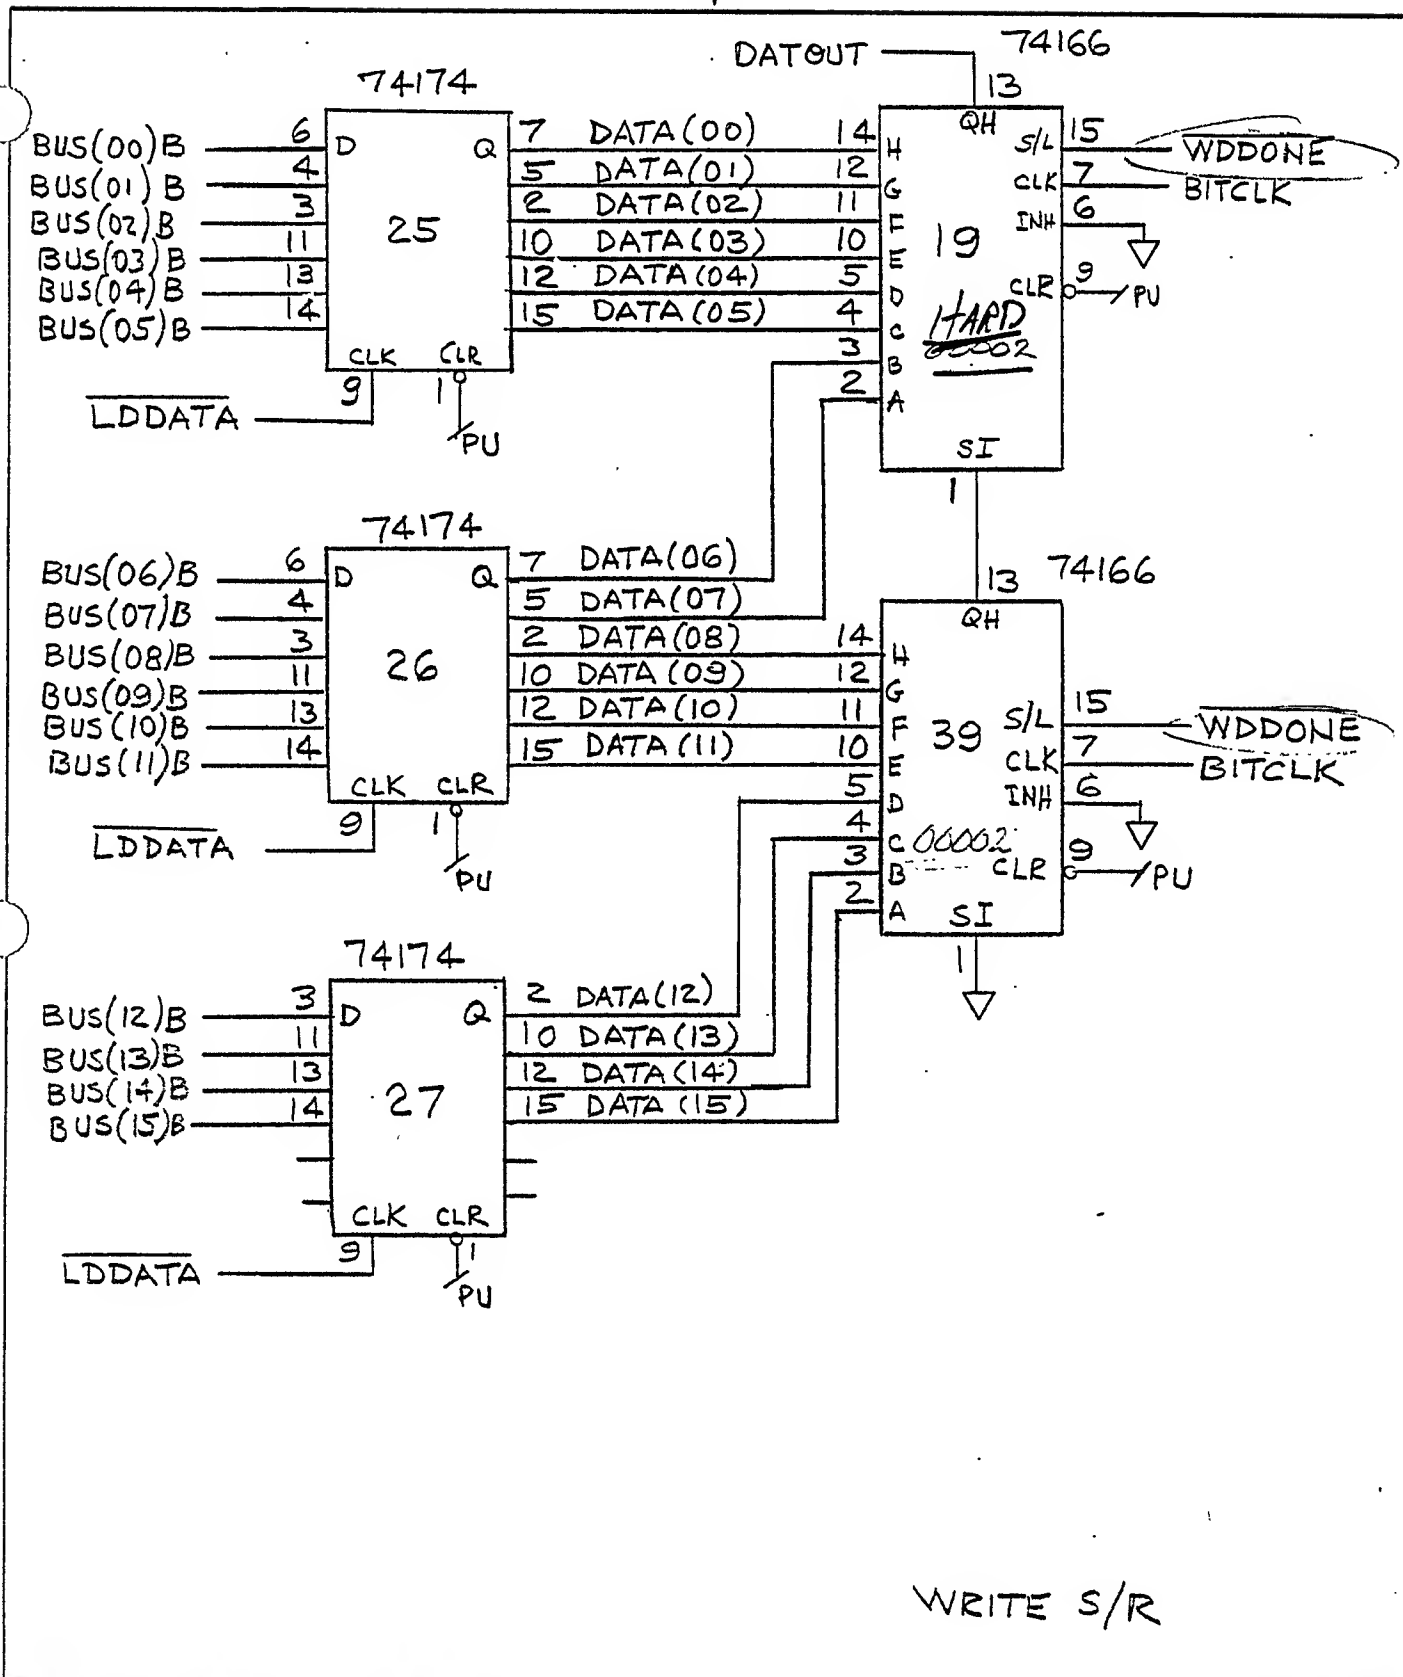 DATOUT 74166
13
74174
QH
BUS(00)B 6 D Q 7 DATA(00) 14 H S/L 15 WDDONE
BUS(01)B 4 5 DATA(01) 12 G CLK 7 BITCLK
BUS(02)B 3 2 DATA(02) 11 F INH 6
25 19
BUS(03)B 11 10 DATA(03) 10 E
BUS(04)B 13 12 DATA(04) 5 D CLR 9 PU
BUS(05)B 14 15 DATA(05) 4 C HARD
CLK CLR 3 B
9 1 2 A
LDDATA PU
SI
1
74174
13 74166
BUS(06)B 6 D Q 7 DATA(06)
BUS(07)B 4 5 DATA(07) QH
BUS(08)B 3 2 DATA(08) 14 H
26
BUS(09)B 11 10 DATA(09) 12 G
BUS(10)B 13 12 DATA(10) 11 F 39 S/L 15 WDDONE
BUS(11)B 14 15 DATA(11) 10 E CLK 7 BITCLK
CLK CLR 5 D INH 6
9 1 4 C 00002
LDDATA 3 B CLR 9 PU
PU 2 A SI
1
74174
BUS(12)B 3 D Q 2 DATA(12)
BUS(13)B 11 10 DATA(13)
BUS(14)B 13 27 12 DATA(14)
BUS(15)B 14 15 DATA(15)
CLK CLR
9 1
LDDATA PU
WRITE S/R